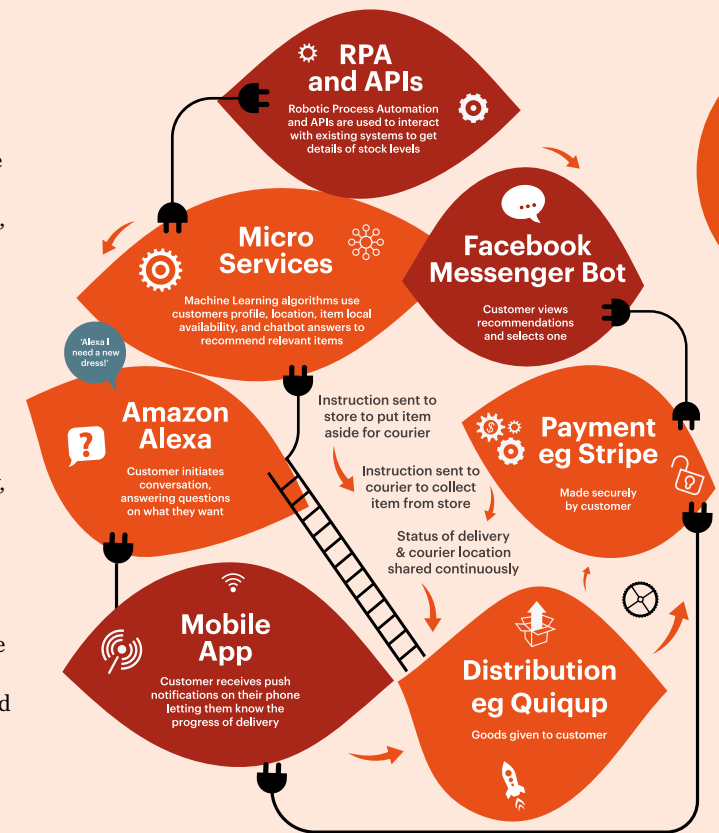 RPA
and APIs
Robotic Process Automation
and APIs are used to interact
with existing systems to get
details of stock levels
Micro
Services
Machine Learning algorithms use
customers profile, location, item local
availability, and chatbot answers to
recommend relevant items
Facebook
Messenger Bot
Customer views
recommendations
and selects one
'Alexa I
need a new
dress!'
Amazon
Alexa
Customer initiates
conversation,
answering questions
on what they want
Instruction sent to
store to put item
aside for courier
Instruction sent to
courier to collect
item from store
Status of delivery
& courier location
shared continuously
Payment
eg Stripe
Made securely
by customer
Mobile
App
Customer receives push
notifications on their phone
letting them know the
progress of delivery
Distribution
eg Quiqup
Goods given to customer